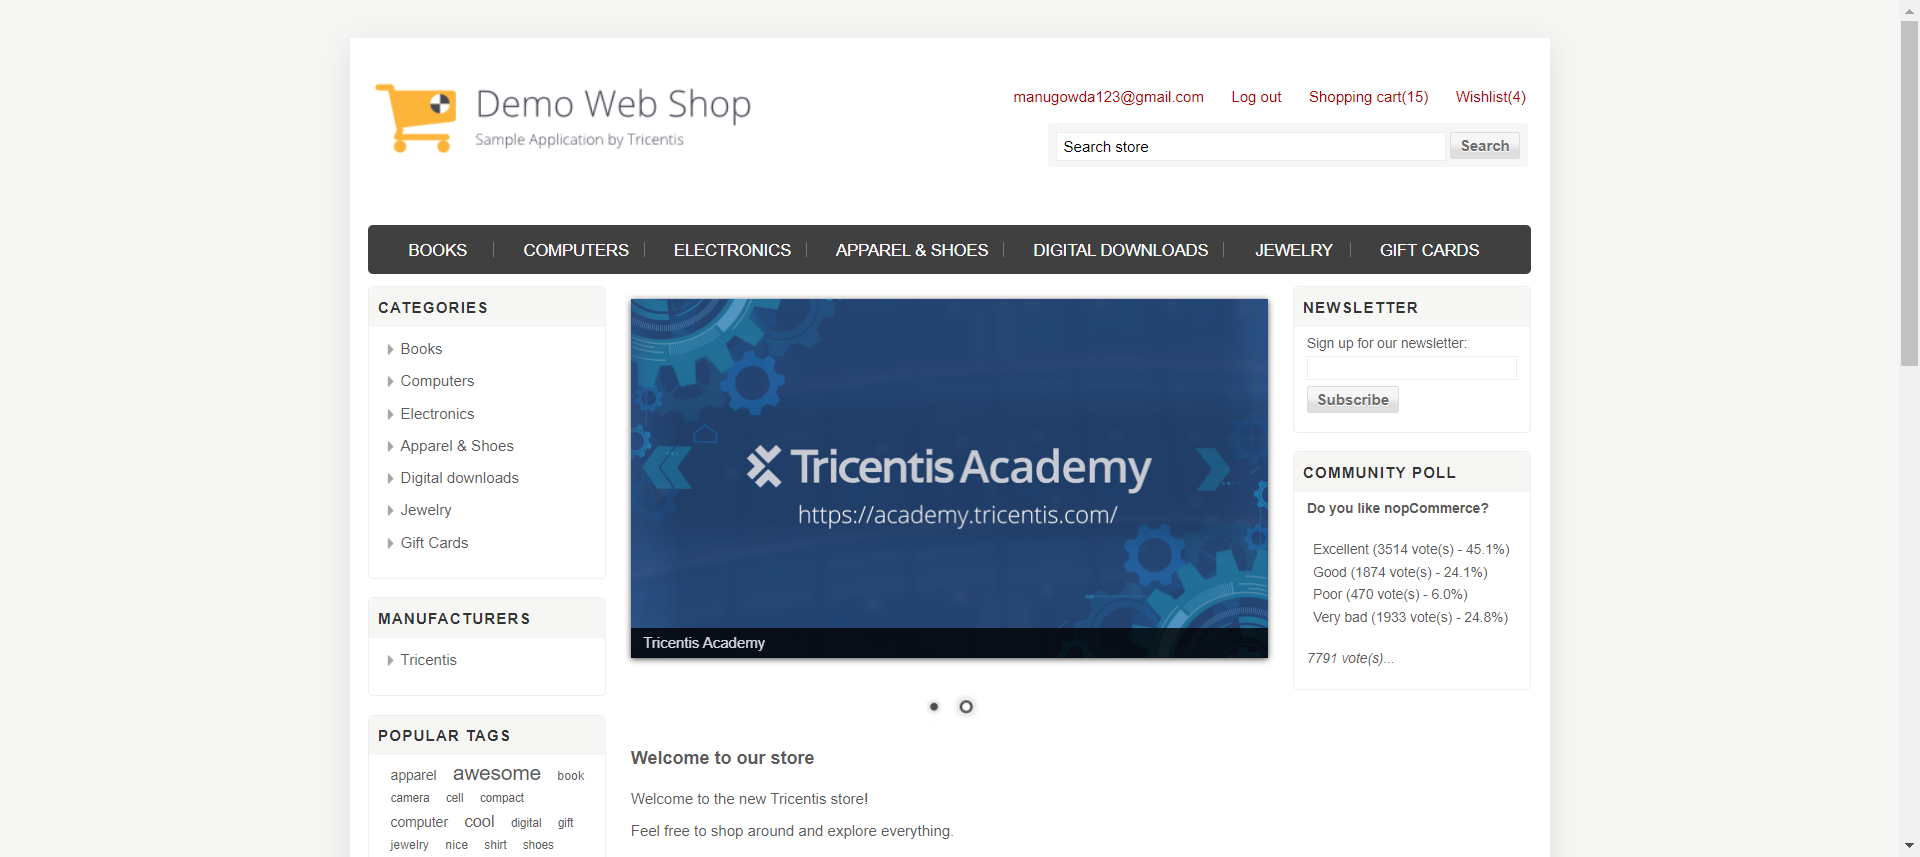 Demo Web Shop
Sample Application by Tricentis
manugowda123@gmail.com Log out Shopping cart(15) Wishlist(4)
Search store Search
BOOKS COMPUTERS ELECTRONICS APPAREL & SHOES DIGITAL DOWNLOADS JEWELRY GIFT CARDS
CATEGORIES
Books
Computers
Electronics
Apparel & Shoes
Digital downloads
Jewelry
Gift Cards
MANUFACTURERS
Tricentis
POPULAR TAGS
apparel awesome book
camera cell compact
computer cool digital gift
jewelry nice shirt shoes
Tricentis Academy
https://academy.tricentis.com/
Tricentis Academy
Welcome to our store
Welcome to the new Tricentis store!
Feel free to shop around and explore everything.
NEWSLETTER
Sign up for our newsletter:
Subscribe
COMMUNITY POLL
Do you like nopCommerce?
Excellent (3514 vote(s) - 45.1%)
Good (1874 vote(s) - 24.1%)
Poor (470 vote(s) - 6.0%)
Very bad (1933 vote(s) - 24.8%)
7791 vote(s)...